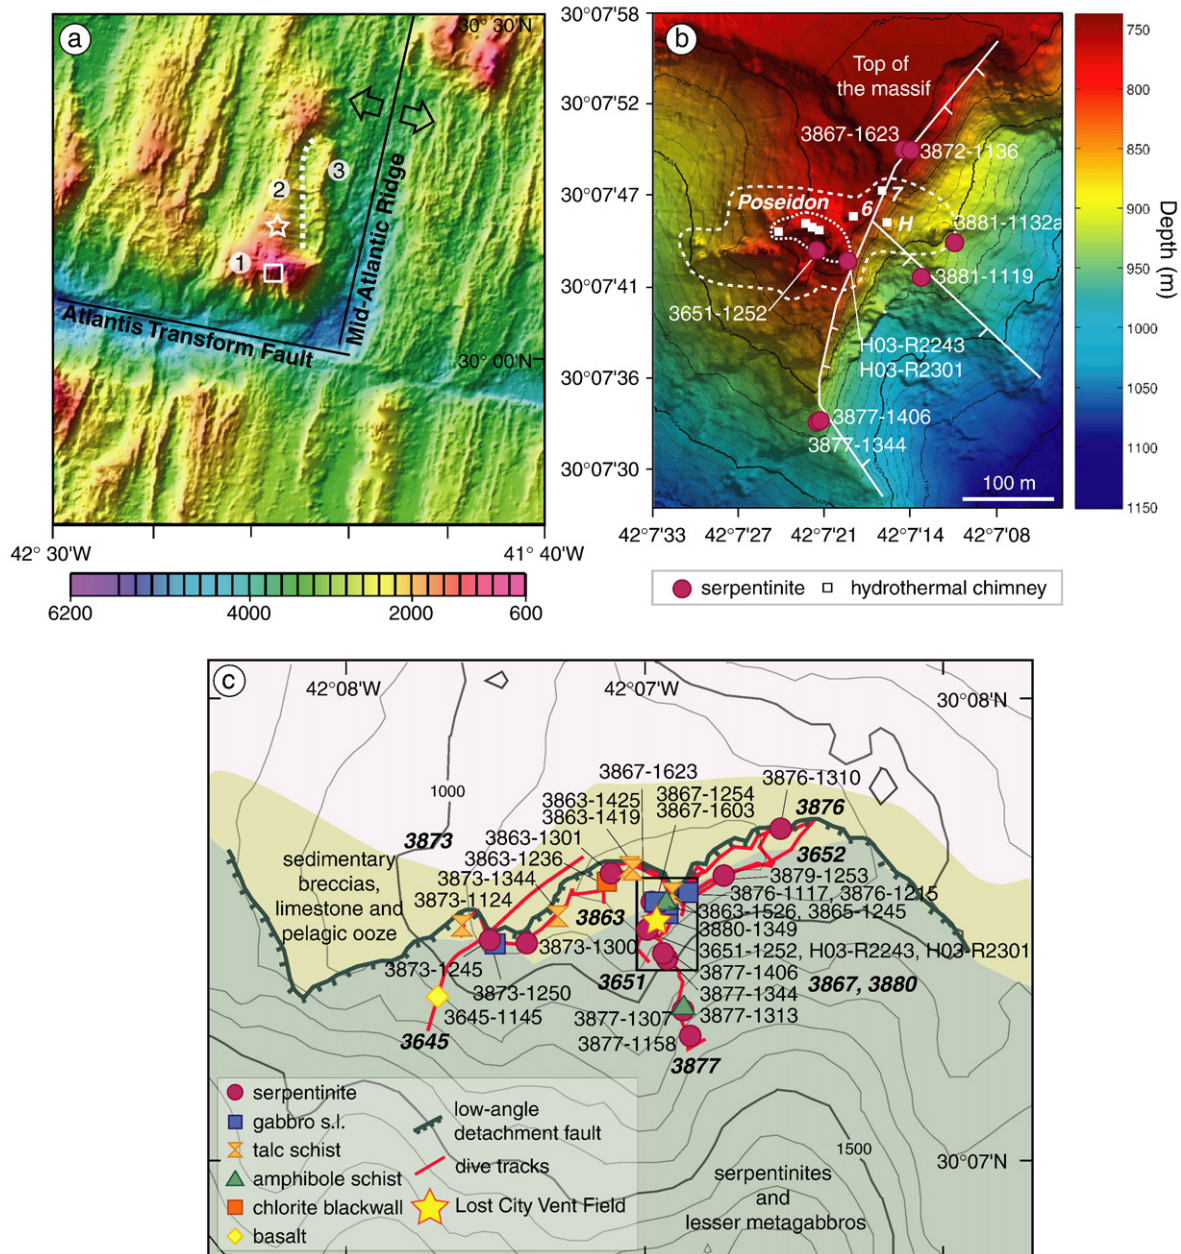 a
30° 30'N
1
2
3
Mid-Atlantic Ridge
Atlantis Transform Fault
30° 00'N
42° 30'W
41° 40'W
6200
4000
2000
600
b
30°07'58
30°07'52
30°07'47
30°07'41
30°07'36
30°07'30
Top of
the massif
3867-1623
3872-1136
Poseidon
6
7
H
3881-1132a
3881-1119
3651-1252
H03-R2243
H03-R2301
3877-1406
3877-1344
100 m
42°7'33
42°7'27
42°7'21
42°7'14
42°7'08
750
800
850
900
950
1000
1050
1100
1150
Depth (m)
serpentinite
hydrothermal chimney
c
42°08'W
42°07'W
30°08'N
1000
3867-1623
3876-1310
3863-1425
3867-1254
3863-1419
3867-1603
3876
3873
3863-1301
3652
sedimentary
breccias,
limestone and
pelagic ooze
3863-1236
3873-1344
3873-1124
3879-1253
3876-1117, 3876-1215
3863
3863-1526, 3865-1245
3880-1349
3873-1300
3651-1252, H03-R2243, H03-R2301
3873-1245
3651
3877-1406
3867, 3880
3873-1250
3877-1344
3645-1145
3877-1307
3877-1313
3645
3877-1158
3877
serpentinite
gabbro s.l.
talc schist
amphibole schist
chlorite blackwall
basalt
low-angle
detachment fault
dive tracks
Lost City Vent Field
1500
30°07'N
serpentinites
and
lesser metagabbros